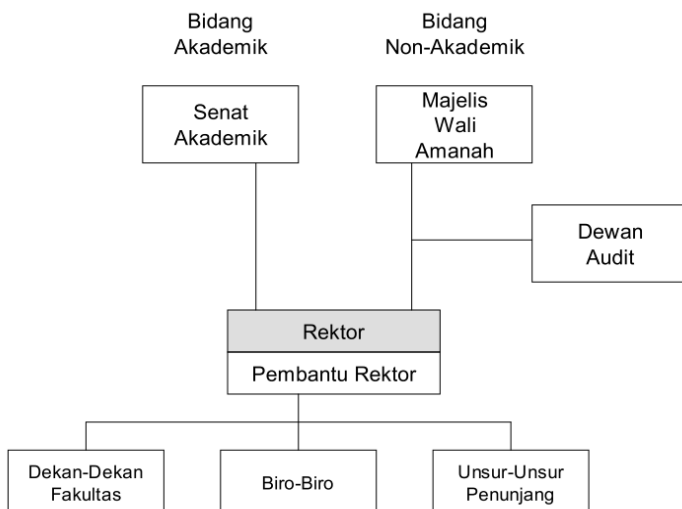 Bidang
Akademik
Bidang
Non-Akademik
Senat
Akademik
Majelis
Wali
Amanah
Dewan
Audit
Rektor
Pembantu Rektor
Dekan-Dekan
Fakultas
Biro-Biro
Unsur-Unsur
Penunjang